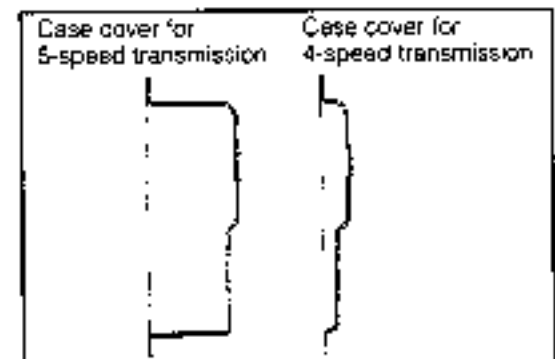 Case cover for
5-speed transmission
Case cover for
4-speed transmission